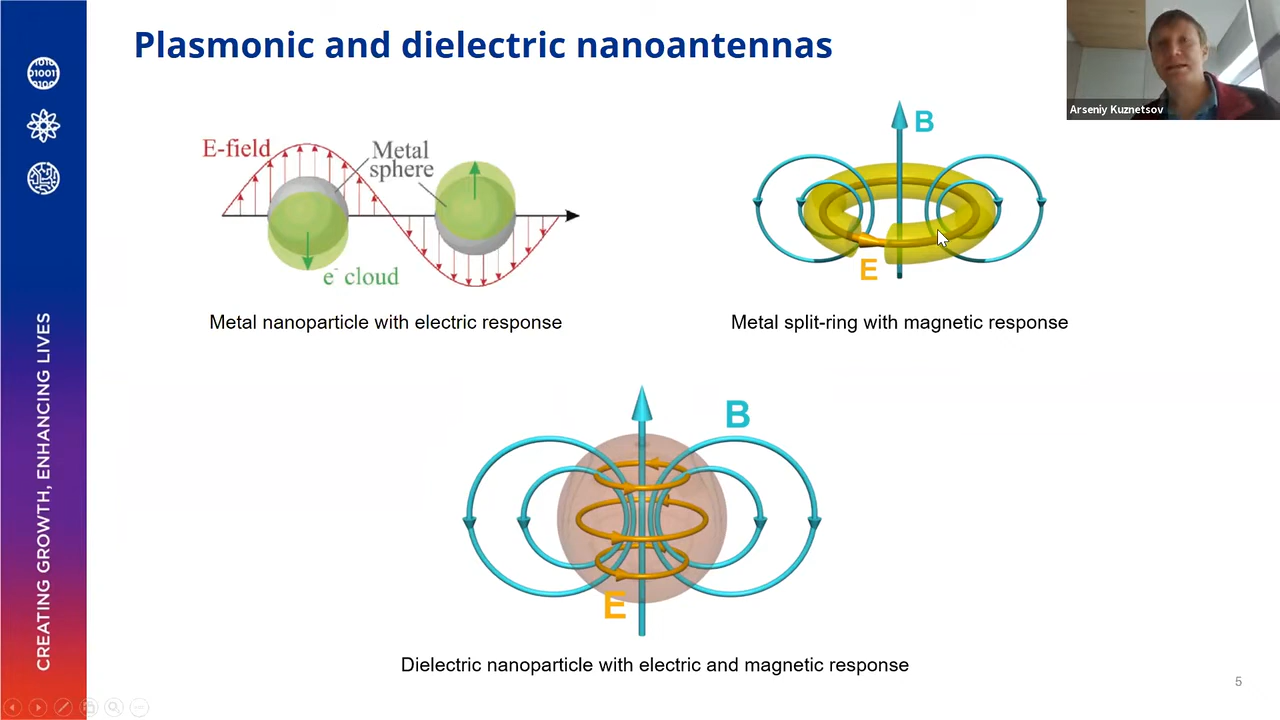 Plasmonic and dielectric nanoantennas
Arseniy Kuznetsov
E-field
Metal
sphere
e⁻ cloud
B
E
Metal nanoparticle with electric response
Metal split-ring with magnetic response
B
E
Dielectric nanoparticle with electric and magnetic response
CREATING GROWTH, ENHANCING LIVES
5